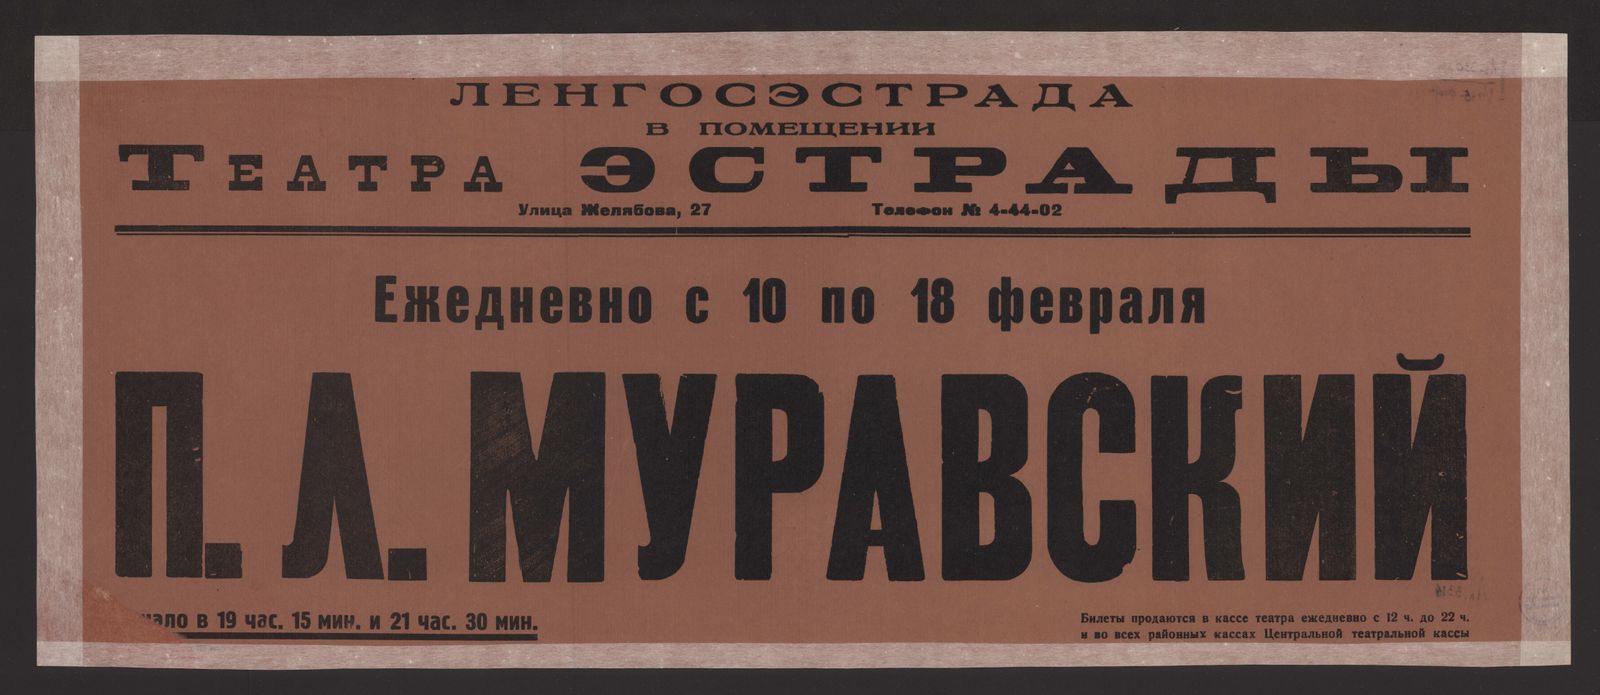 ЛЕНГОСЭСТРАДА
В ПОМЕЩЕНИИ
ТЕАТРА ЭСТРАДЫ
Улица Желябова, 27 Телефон № 4-44-02
Ежедневно с 10 по 18 февраля
П. Л. МУРАВСКИЙ
чало в 19 час. 15 мин. и 21 час. 30 мин.
Билеты продаются в кассе театра ежедневно с 12 ч. до 22 ч.
и во всех районных кассах Центральной театральной кассы